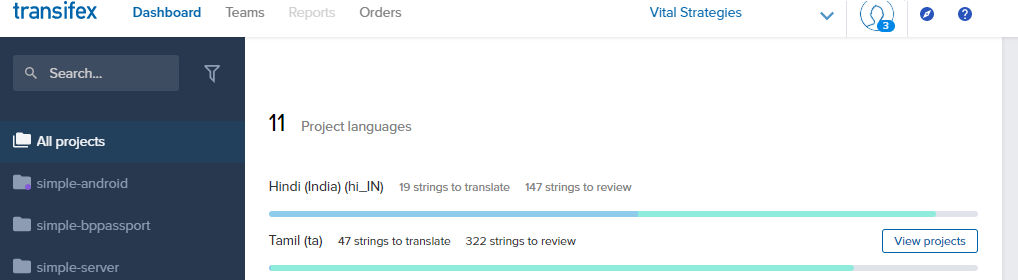 transifex Dashboard Teams Reports Orders Vital Strategies 3 ?
Search...
All projects
simple-android
simple-bppassport
simple-server
11 Project languages
Hindi (India) (hi_IN) 19 strings to translate 147 strings to review
Tamil (ta) 47 strings to translate 322 strings to review View projects